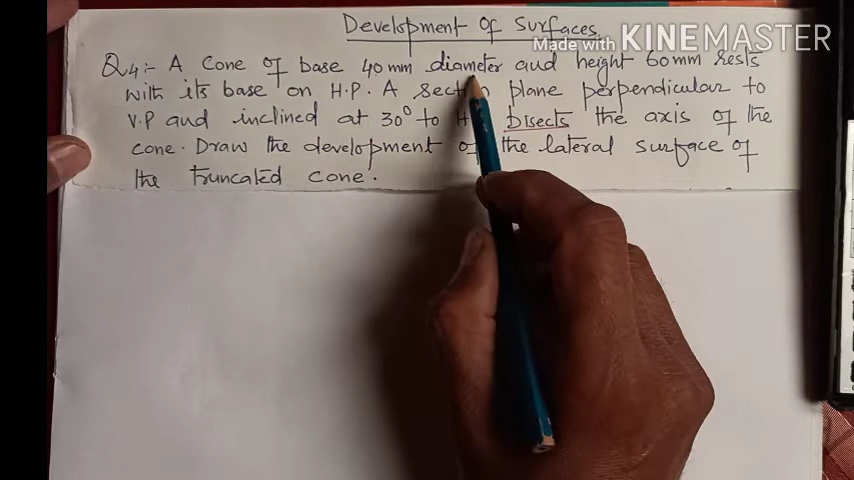 Development of Surfaces
Made with KINEMASTER
Q4:- A Cone of base 40mm diameter and height 60mm rests
with its base on H.P. A section plane perpendicular to
V.P and inclined at 30° to H bisects the axis of the
cone. Draw the development of the lateral surface of
the truncated cone.